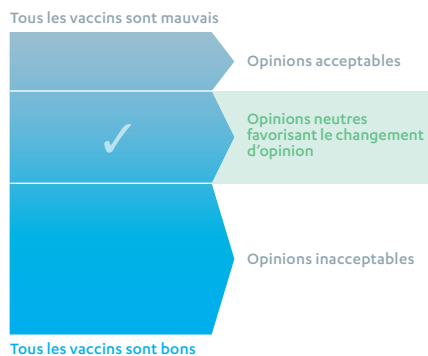 Tous les vaccins sont mauvais
Opinions acceptables
Opinions neutres
favorisant le changement
d'opinion
Opinions inacceptables
Tous les vaccins sont bons